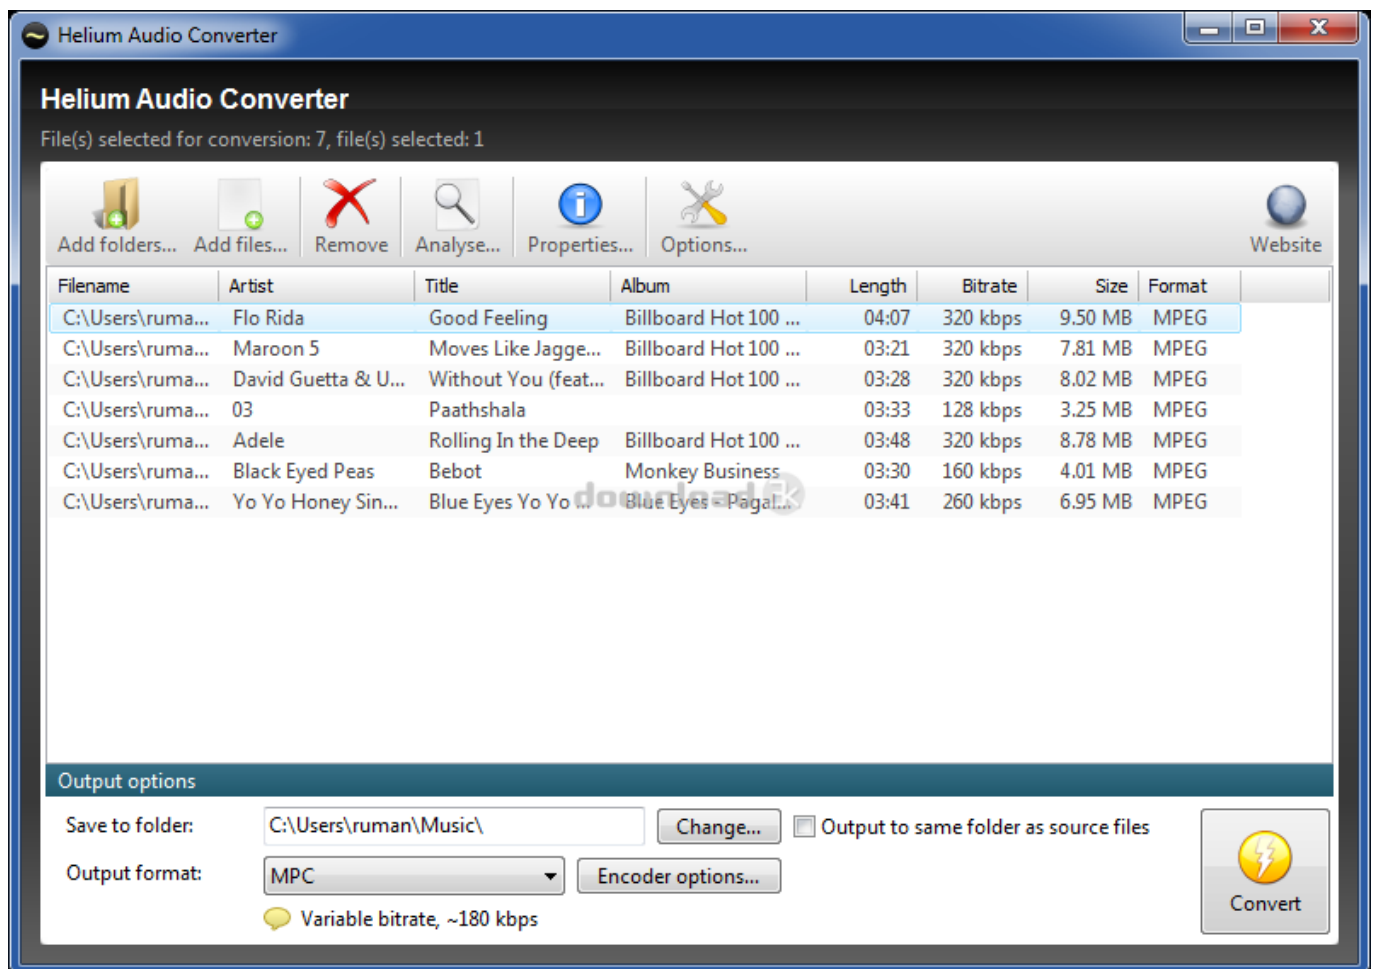 Helium Audio Converter
Helium Audio Converter
File(s) selected for conversion: 7, file(s) selected: 1
Add folders... Add files... Remove Analyse... Properties... Options... Website
Filename Artist Title Album Length Bitrate Size Format
C:\Users\ruma... Flo Rida Good Feeling Billboard Hot 100 ... 04:07 320 kbps 9.50 MB MPEG
C:\Users\ruma... Maroon 5 Moves Like Jagge... Billboard Hot 100 ... 03:21 320 kbps 7.81 MB MPEG
C:\Users\ruma... David Guetta & U... Without You (feat... Billboard Hot 100 ... 03:28 320 kbps 8.02 MB MPEG
C:\Users\ruma... 03 Paathshala 03:33 128 kbps 3.25 MB MPEG
C:\Users\ruma... Adele Rolling In the Deep Billboard Hot 100 ... 03:48 320 kbps 8.78 MB MPEG
C:\Users\ruma... Black Eyed Peas Bebot Monkey Business 03:30 160 kbps 4.01 MB MPEG
C:\Users\ruma... Yo Yo Honey Sin... Blue Eyes Yo Yo ... Blue Eyes - Pagal... 03:41 260 kbps 6.95 MB MPEG
download 3k
Output options
Save to folder: C:\Users\ruman\Music\ Change... Output to same folder as source files
Output format: MPC Encoder options...
Variable bitrate, ~180 kbps
Convert